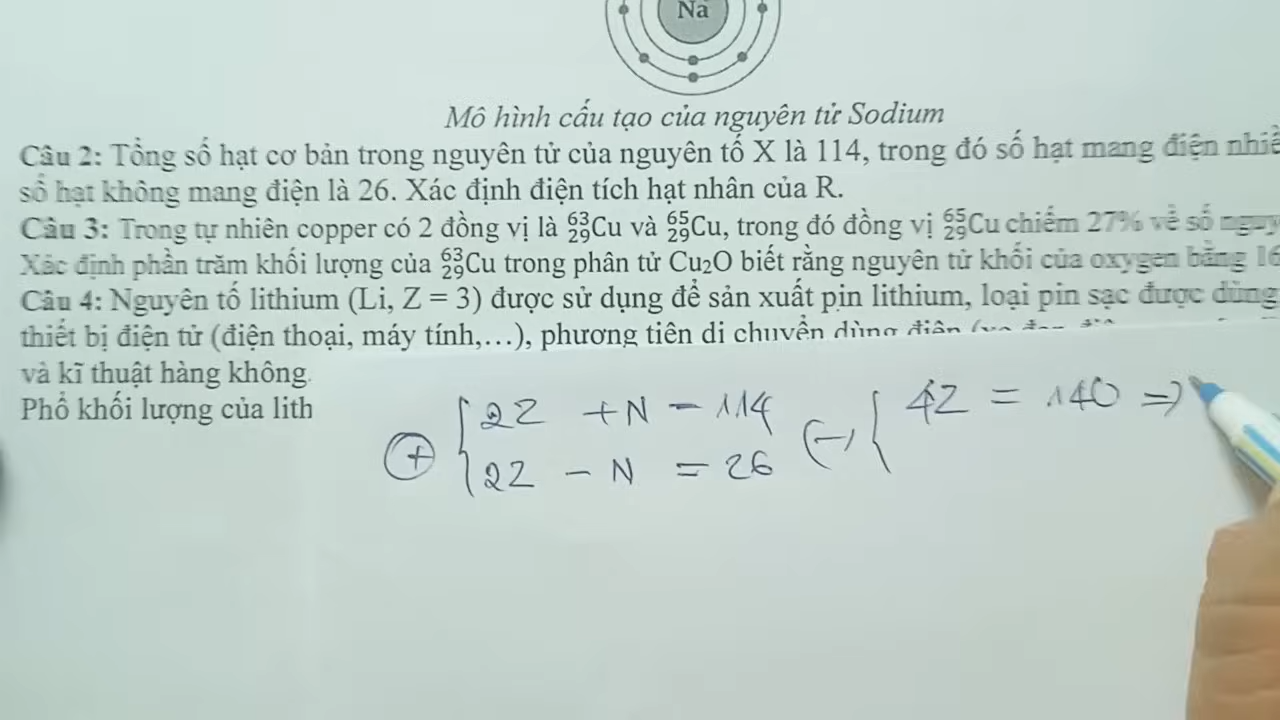 Na
Mô hình cấu tạo của nguyên tử Sodium
Câu 2: Tổng số hạt cơ bản trong nguyên tử của nguyên tố X là 114, trong đó số hạt mang điện
số hạt không mang điện là 26. Xác định điện tích hạt nhân của R.
Câu 3: Trong tự nhiên copper có 2 đồng vị là ⁶³₂₉Cu và ⁶⁵₂₉Cu, trong đó đồng vị ⁶⁵₂₉Cu chiếm 27% về số
Xác định phần trăm khối lượng của ⁶³₂₉Cu trong phân tử Cu₂O biết rằng nguyên tử khối của oxygen bằng 16
Câu 4: Nguyên tố lithium (Li, Z = 3) được sử dụng để sản xuất pin lithium, loại pin sạc được dùng
thiết bị điện tử (điện thoại, máy tính,…), phương tiện di chuyển dùng điện
và kĩ thuật hàng không.
Phổ khối lượng của lith
2Z + N = 114
4Z = 140 =>
2Z - N = 26